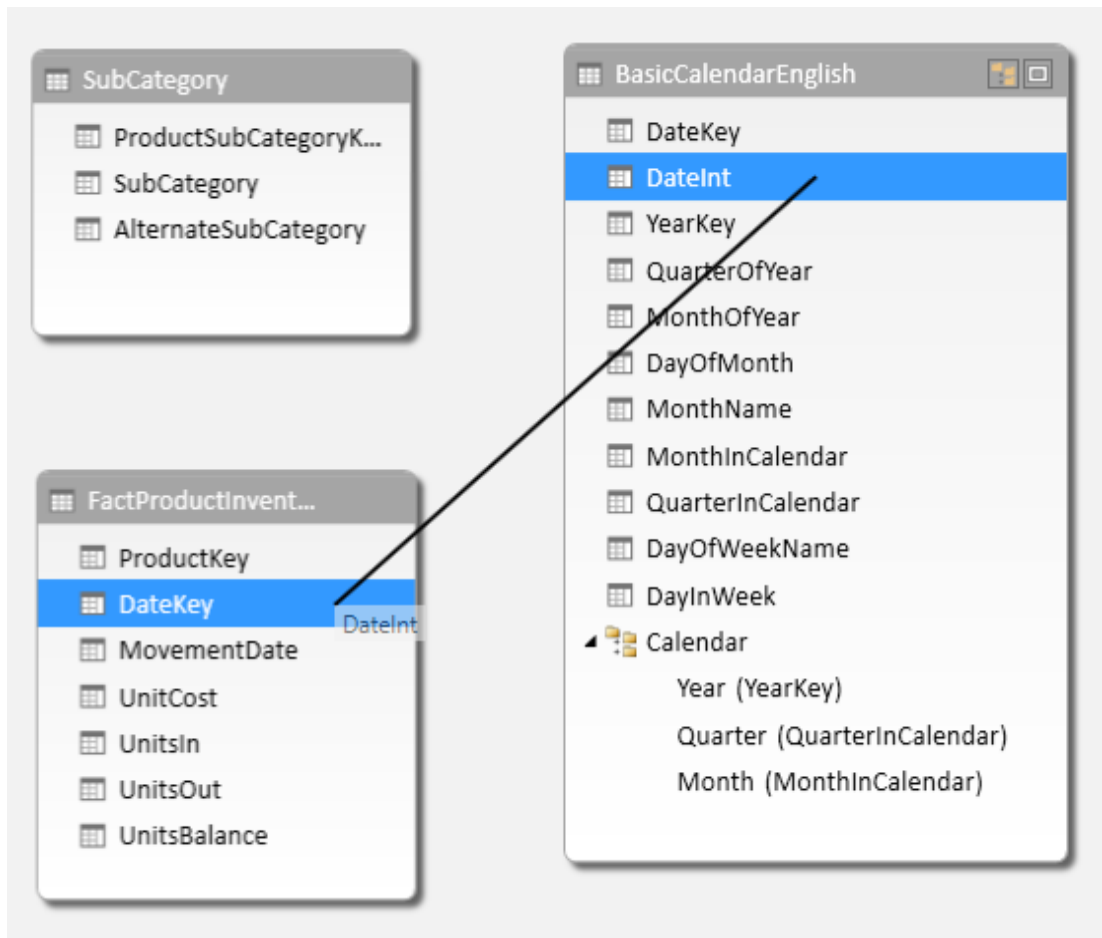 SubCategory
ProductSubCategoryK...
SubCategory
AlternateSubCategory
BasicCalendarEnglish
DateKey
DateInt
YearKey
QuarterOfYear
MonthOfYear
DayOfMonth
MonthName
MonthInCalendar
QuarterInCalendar
DayOfWeekName
DayInWeek
Calendar
Year (YearKey)
Quarter (QuarterInCalendar)
Month (MonthInCalendar)
FactProductInvent...
ProductKey
DateKey
DateInt
MovementDate
UnitCost
UnitsIn
UnitsOut
UnitsBalance